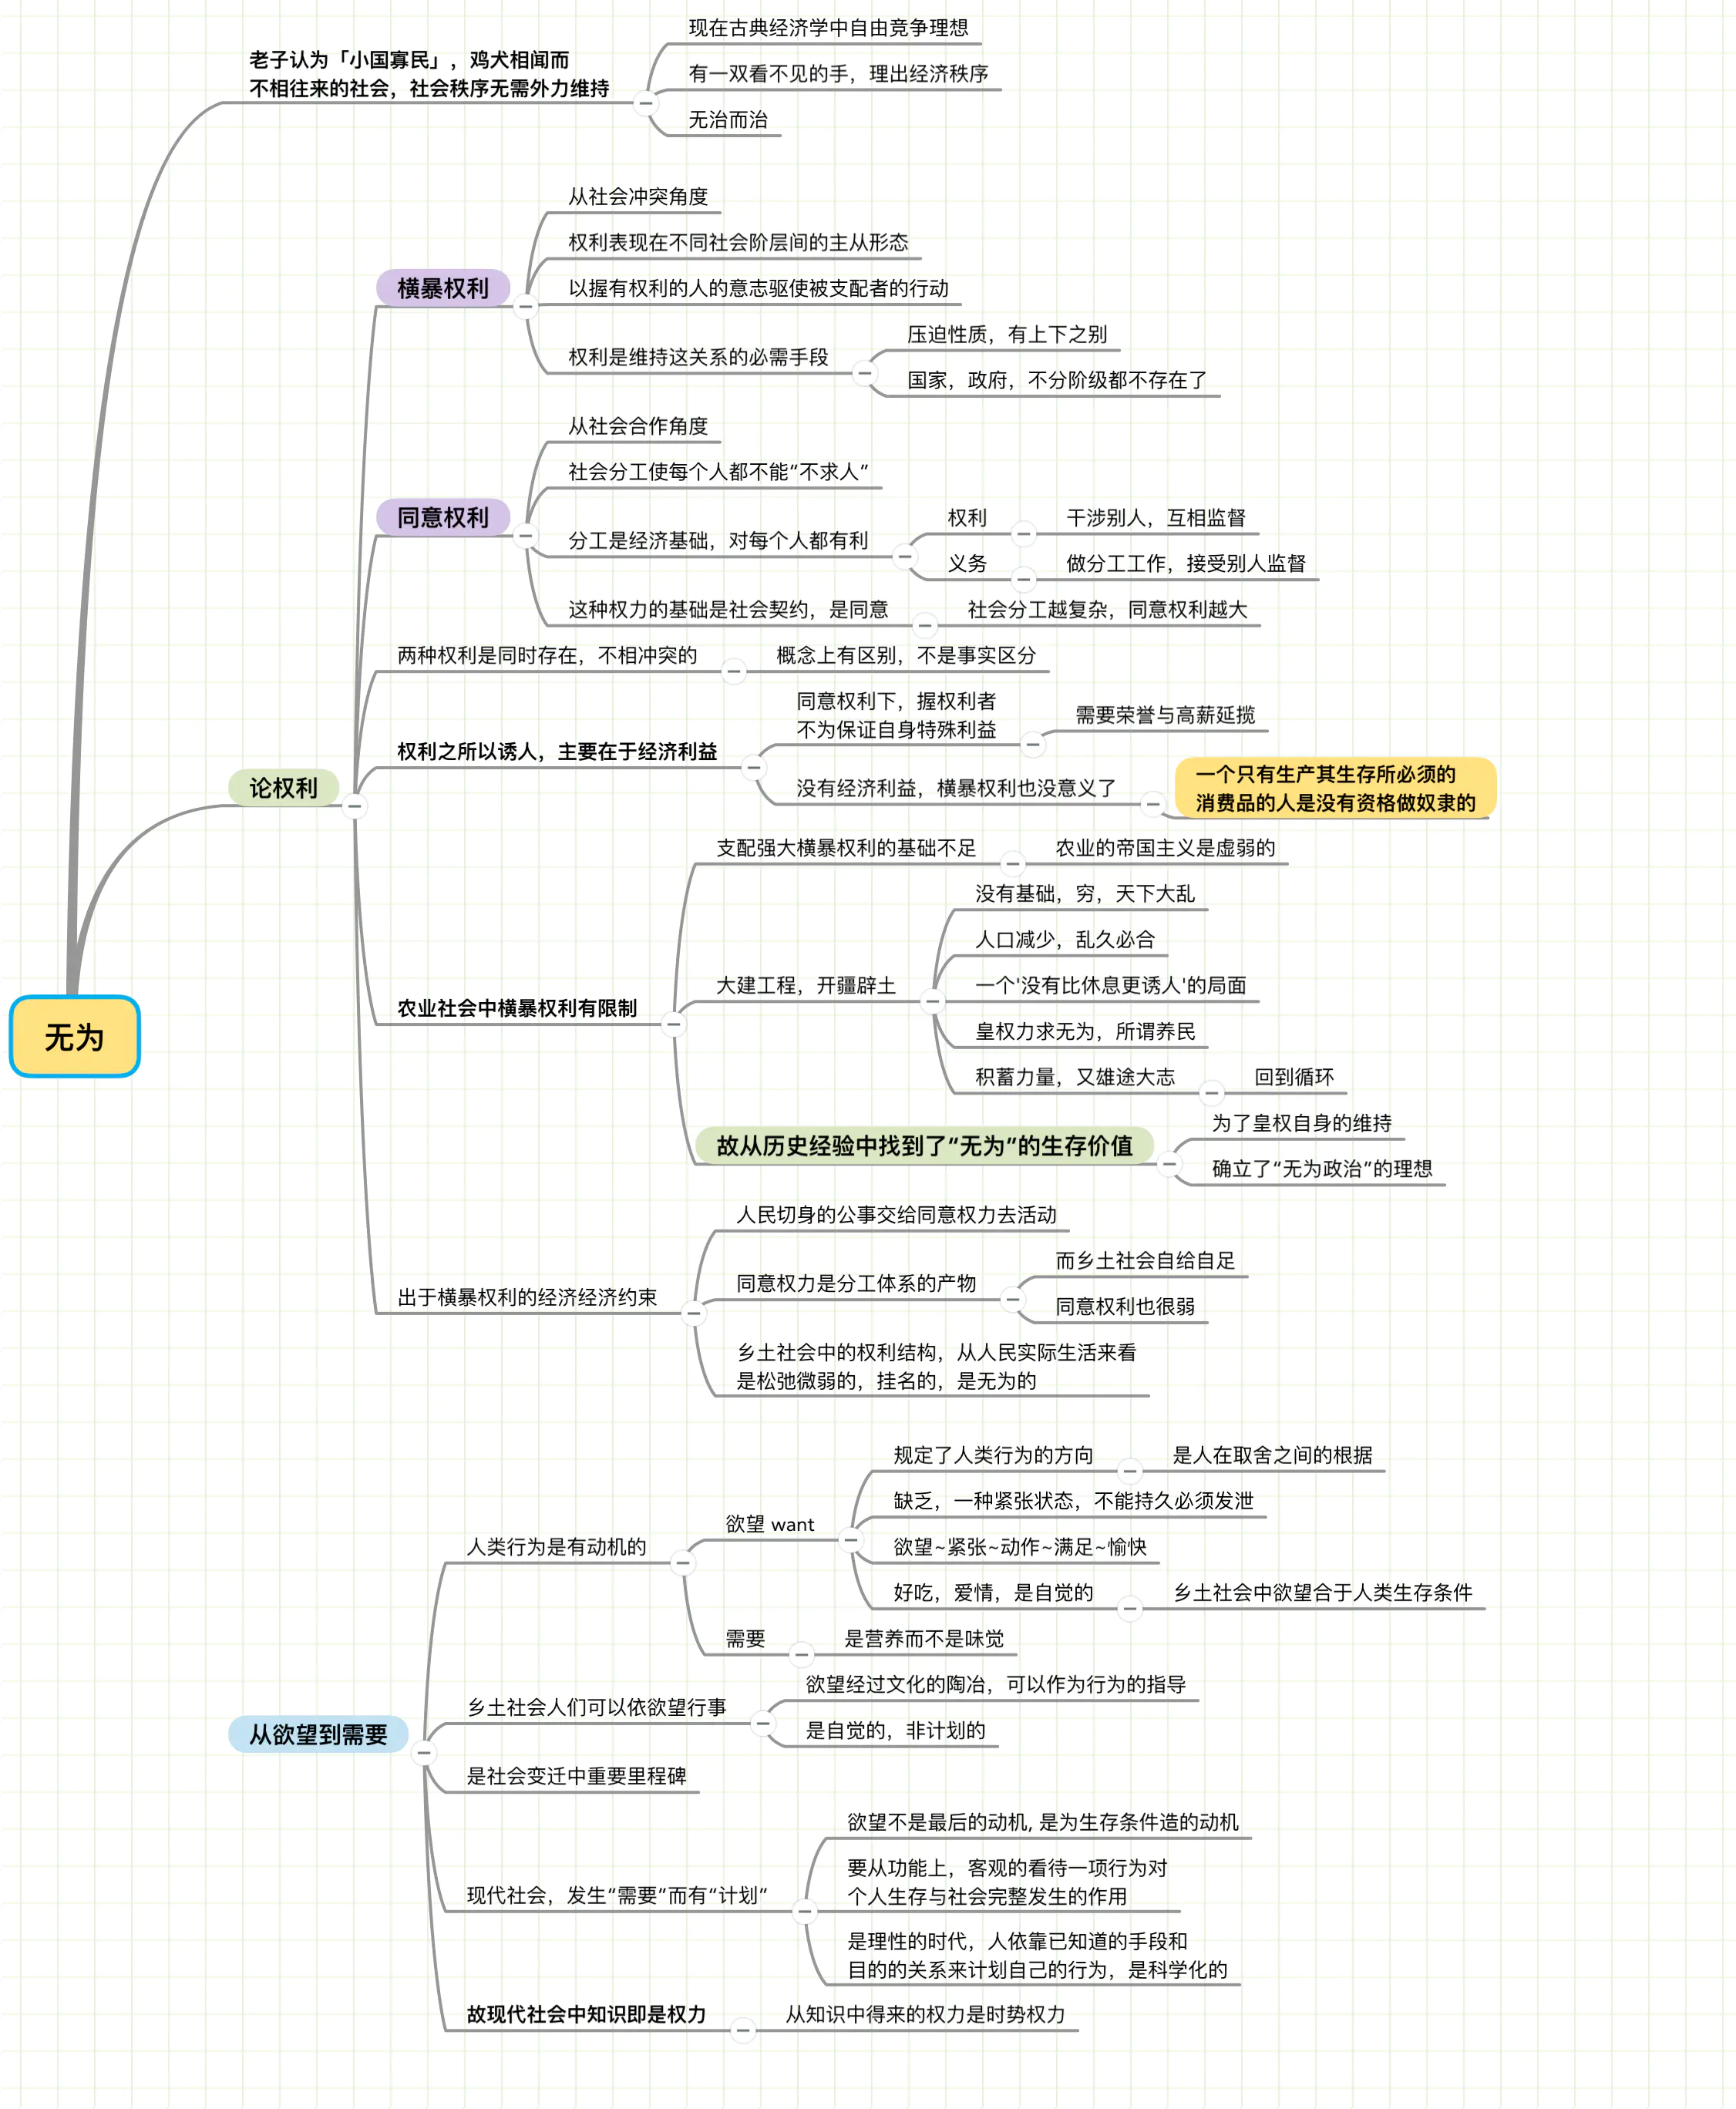 无为
老子认为「小国寡民」，鸡犬相闻而
不相往来的社会，社会秩序无需外力维持
现在古典经济学中自由竞争理想
有一双看不见的手，理出经济秩序
无治而治
论权利
横暴权利
从社会冲突角度
权利表现在不同社会阶层间的主从形态
以握有权利的人的意志驱使被支配者的行动
权利是维持这关系的必需手段
压迫性质，有上下之别
国家，政府，不分阶级都不存在了
同意权利
从社会合作角度
社会分工使每个人都不能“不求人”
分工是经济基础，对每个人都有利
权利
干涉别人，互相监督
义务
做分工工作，接受别人监督
这种权力的基础是社会契约，是同意
社会分工越复杂，同意权利越大
两种权利是同时存在，不相冲突的
概念上有区别，不是事实区分
权利之所以诱人，主要在于经济利益
同意权利下，握权利者
不为保证自身特殊利益
需要荣誉与高薪延揽
没有经济利益，横暴权利也没意义了
一个只有生产其生存所必须的
消费品的人是没有资格做奴隶的
农业社会中横暴权利有限制
支配强大横暴权利的基础不足
农业的帝国主义是虚弱的
大建工程，开疆辟土
没有基础，穷，天下大乱
人口减少，乱久必合
一个'没有比休息更诱人'的局面
皇权力求无为，所谓养民
积蓄力量，又雄途大志
回到循环
故从历史经验中找到了“无为”的生存价值
为了皇权自身的维持
确立了“无为政治”的理想
出于横暴权利的经济经济约束
人民切身的公事交给同意权力去活动
同意权力是分工体系的产物
而乡土社会自给自足
同意权利也很弱
乡土社会中的权利结构，从人民实际生活来看
是松弛微弱的，挂名的，是无为的
从欲望到需要
人类行为是有动机的
欲望 want
规定了人类行为的方向
是人在取舍之间的根据
缺乏，一种紧张状态，不能持久必须发泄
欲望~紧张~动作~满足~愉快
好吃，爱情，是自觉的
乡土社会中欲望合于人类生存条件
需要
是营养而不是味觉
乡土社会人们可以依欲望行事
欲望经过文化的陶冶，可以作为行为的指导
是自觉的，非计划的
是社会变迁中重要里程碑
现代社会，发生“需要”而有“计划”
欲望不是最后的动机, 是为生存条件造的动机
要从功能上，客观的看待一项行为对
个人生存与社会完整发生的作用
是理性的时代，人依靠已知道的手段和
目的的关系来计划自己的行为，是科学化的
故现代社会中知识即是权力
从知识中得来的权力是时势权力